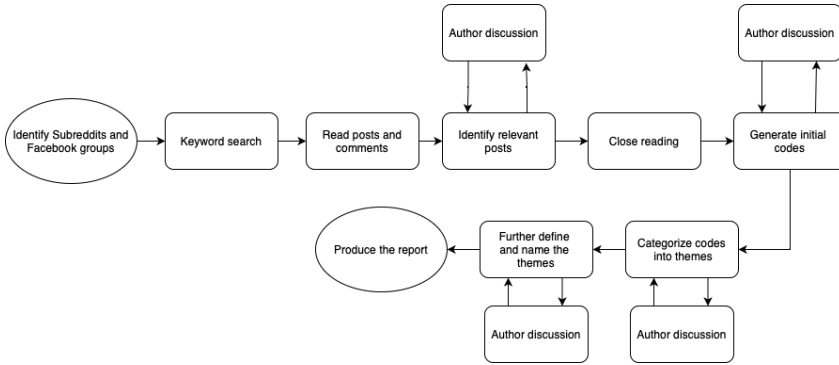 Author discussion
Author discussion
Identify Subreddits and
Facebook groups
Keyword search
Read posts and
comments
Identify relevant
posts
Close reading
Generate initial
codes
Produce the report
Further define
and name the
themes
Categorize codes
into themes
Author discussion
Author discussion